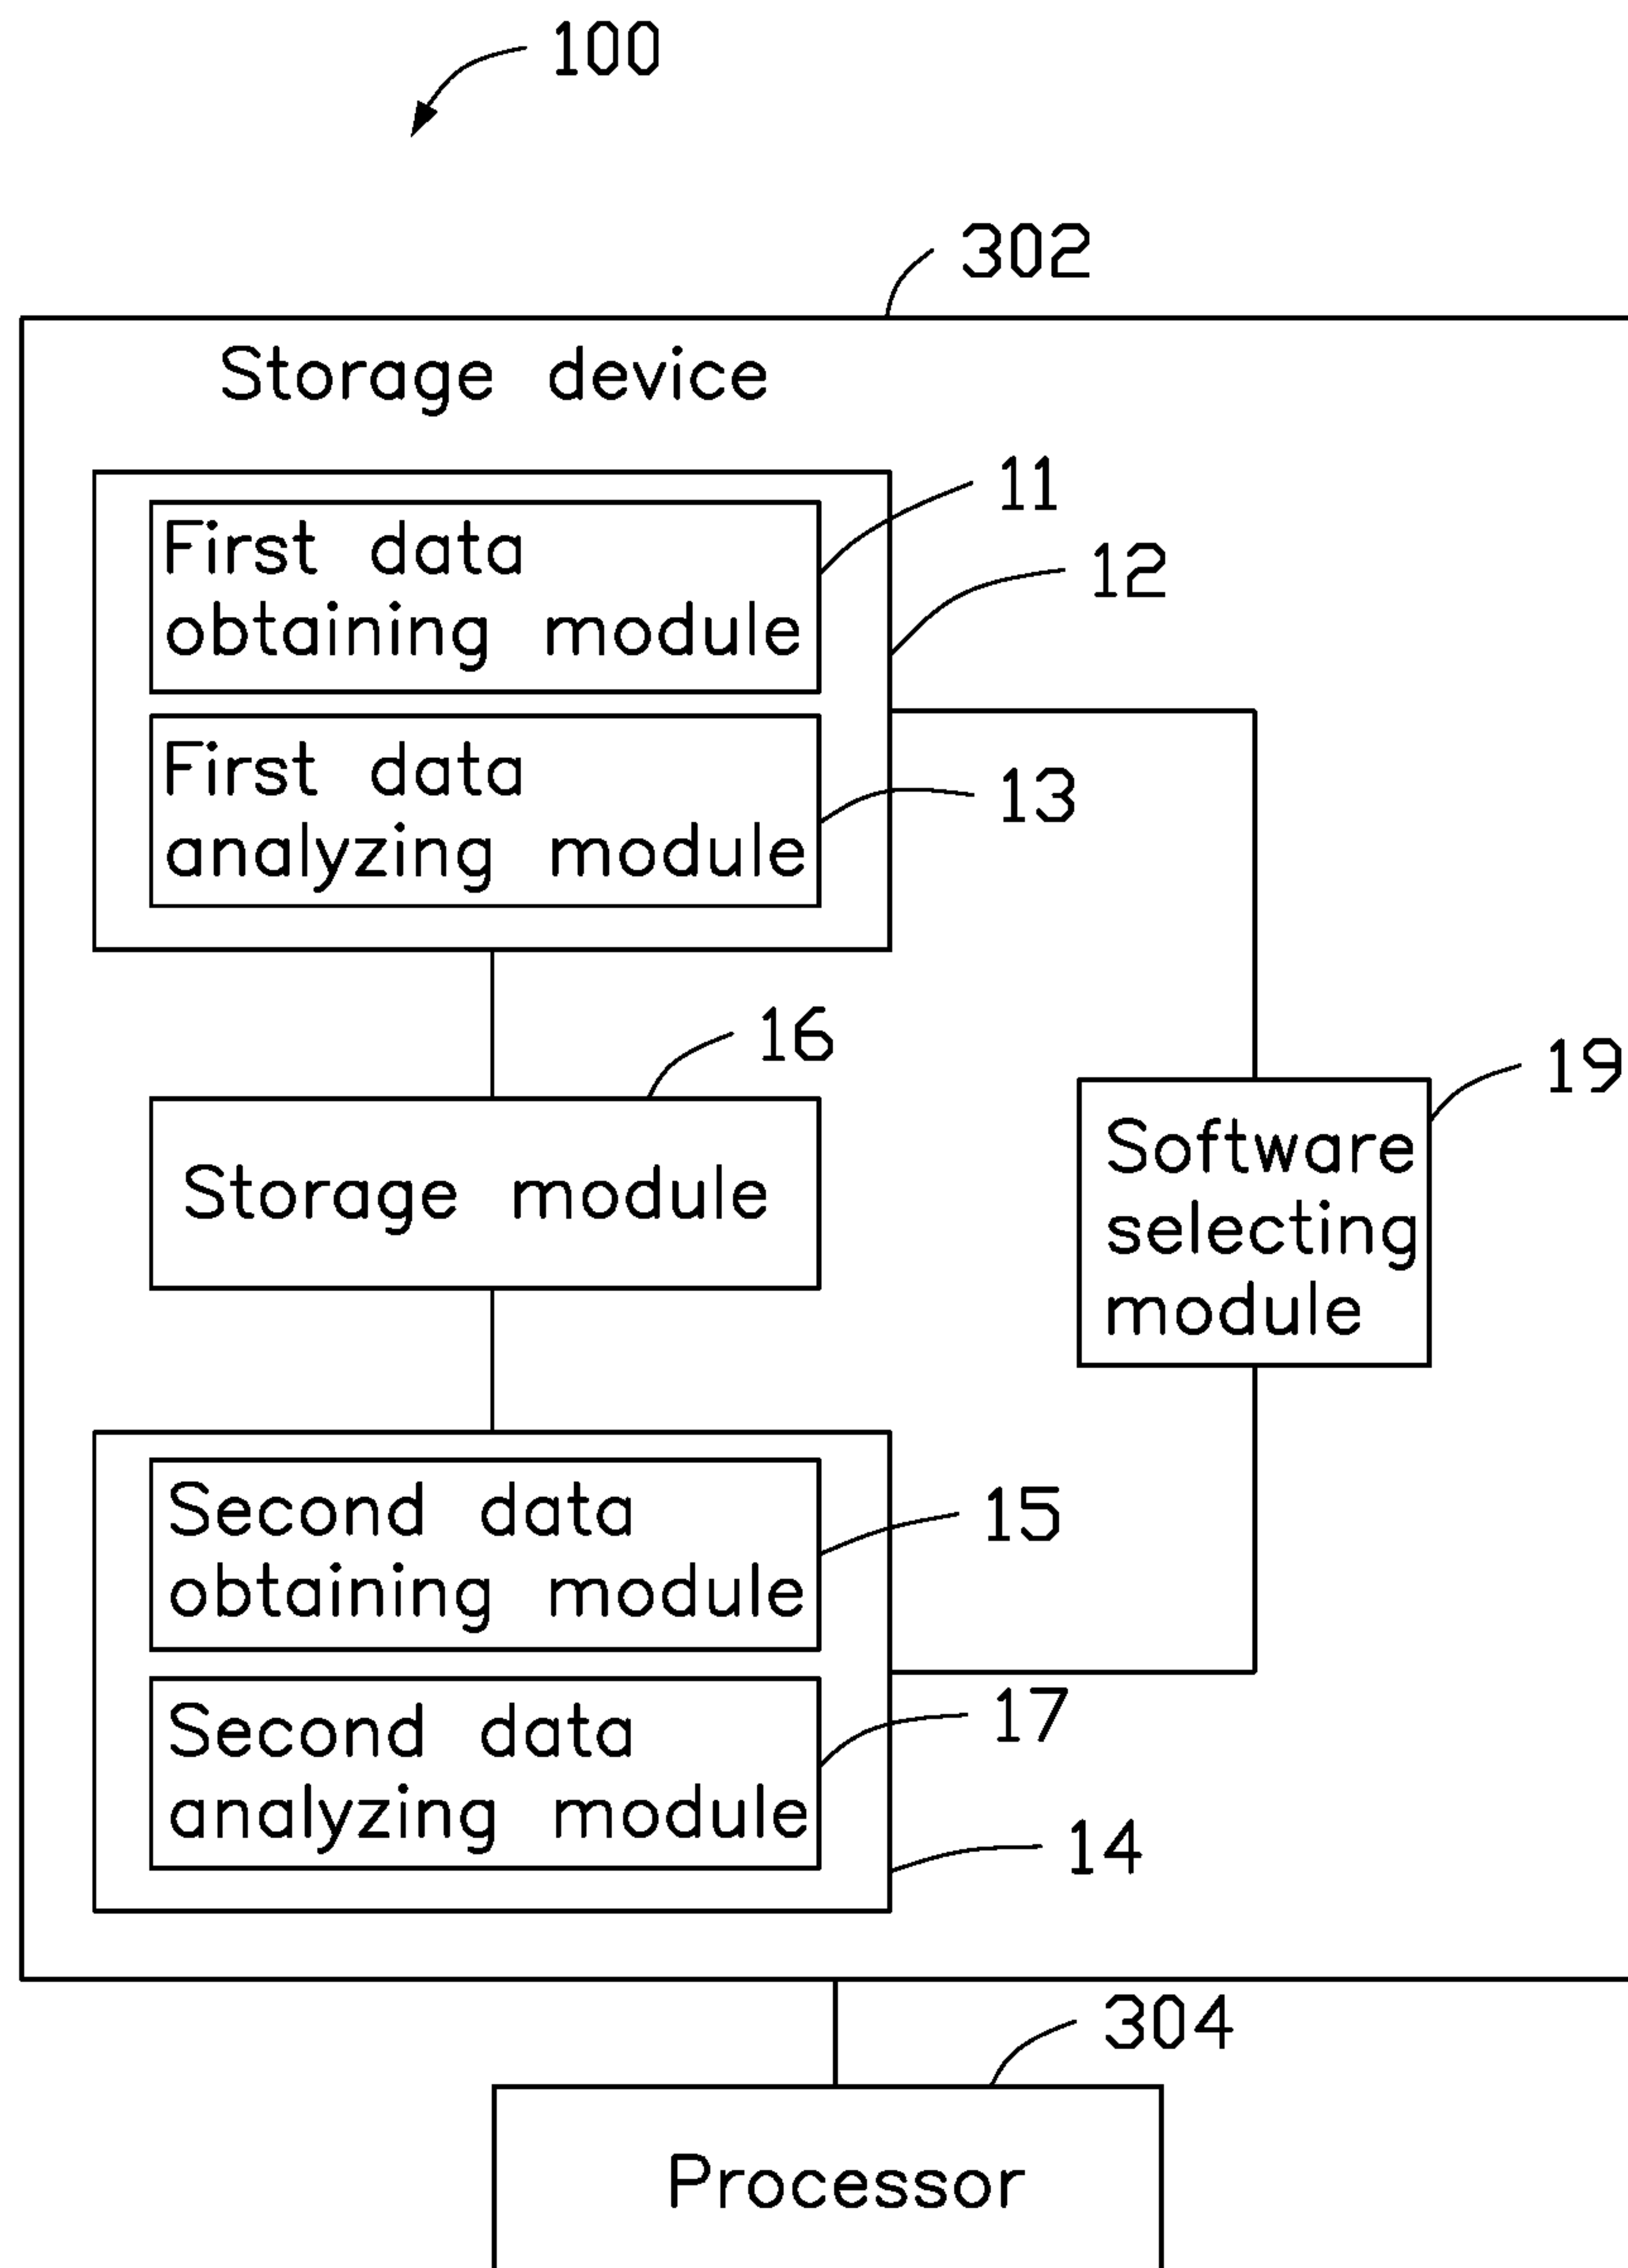 100
302
Storage device
11
First data
obtaining module
12
First data
analyzing module
13
16
Storage module
19
Software
selecting
module
Second data
obtaining module
15
Second data
analyzing module
17
14
304
Processor